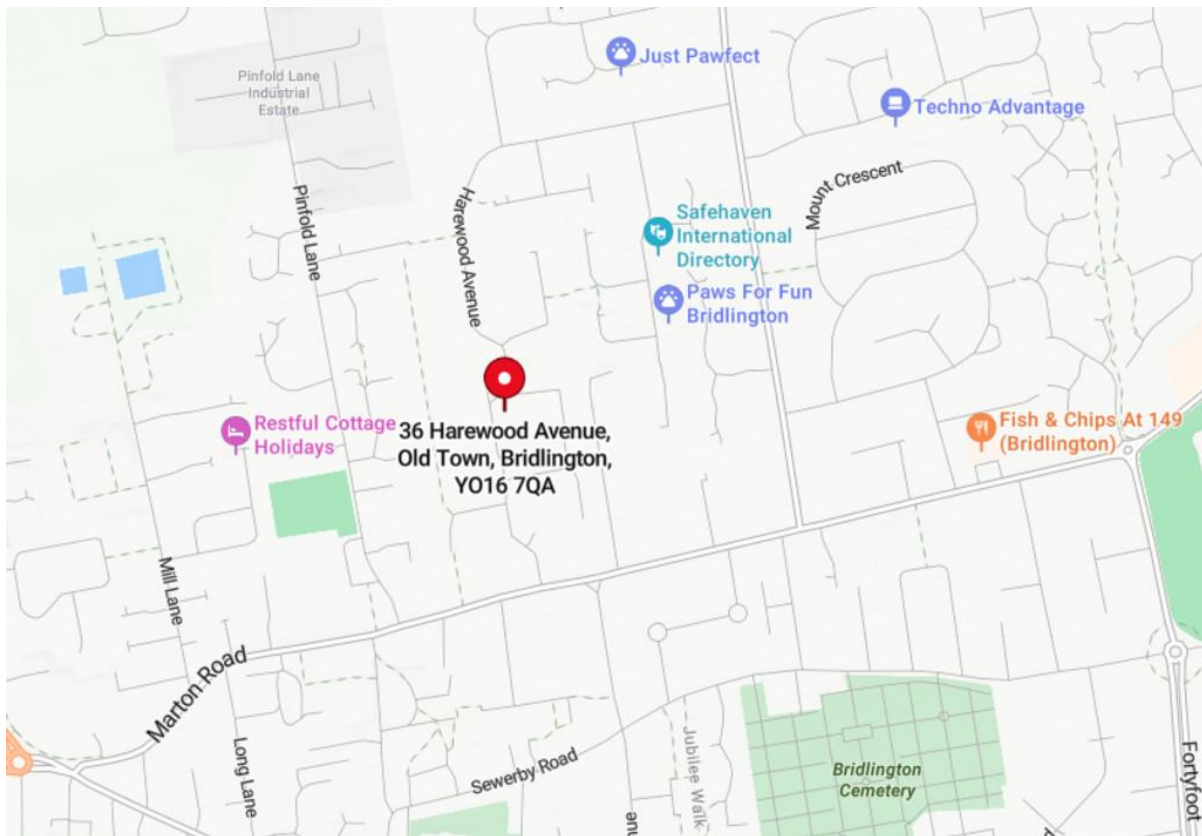 Just Pawfect
Pinfold Lane
Industrial
Estate
Techno Advantage
Mount Crescent
Pinfold Lane
Harewood Avenue
Safehaven
International
Directory
Paws For Fun
Bridlington
Restful Cottage
Holidays
36 Harewood Avenue,
Old Town, Bridlington,
YO16 7QA
Fish & Chips At 149
(Bridlington)
Mill Lane
Marton Road
Long Lane
Sewerby Road
Jubilee Walk
Bridlington
Cemetery
Fortyfoot